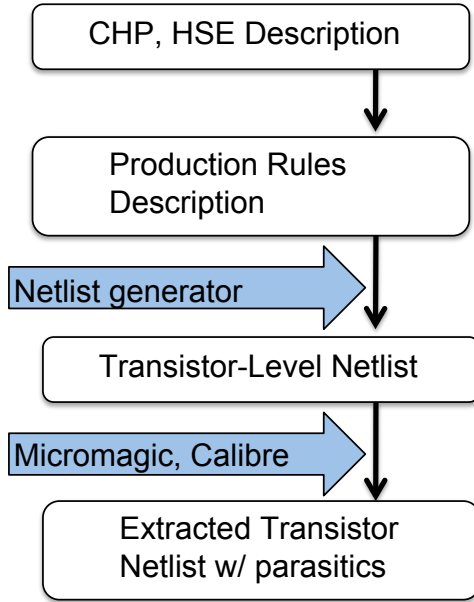 CHP, HSE Description
Production Rules
Description
Netlist generator
Transistor-Level Netlist
Micromagic, Calibre
Extracted Transistor
Netlist w/ parasitics